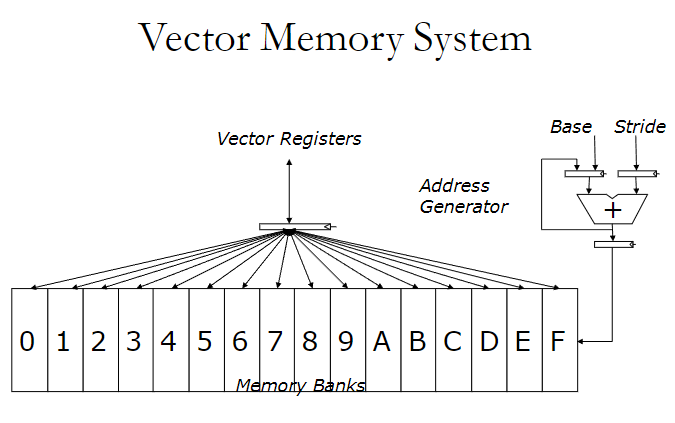 Vector Memory System
Base Stride
Vector Registers
Address
Generator
+
0 1 2 3 4 5 6 7 8 9 A B C D E F
Memory Banks